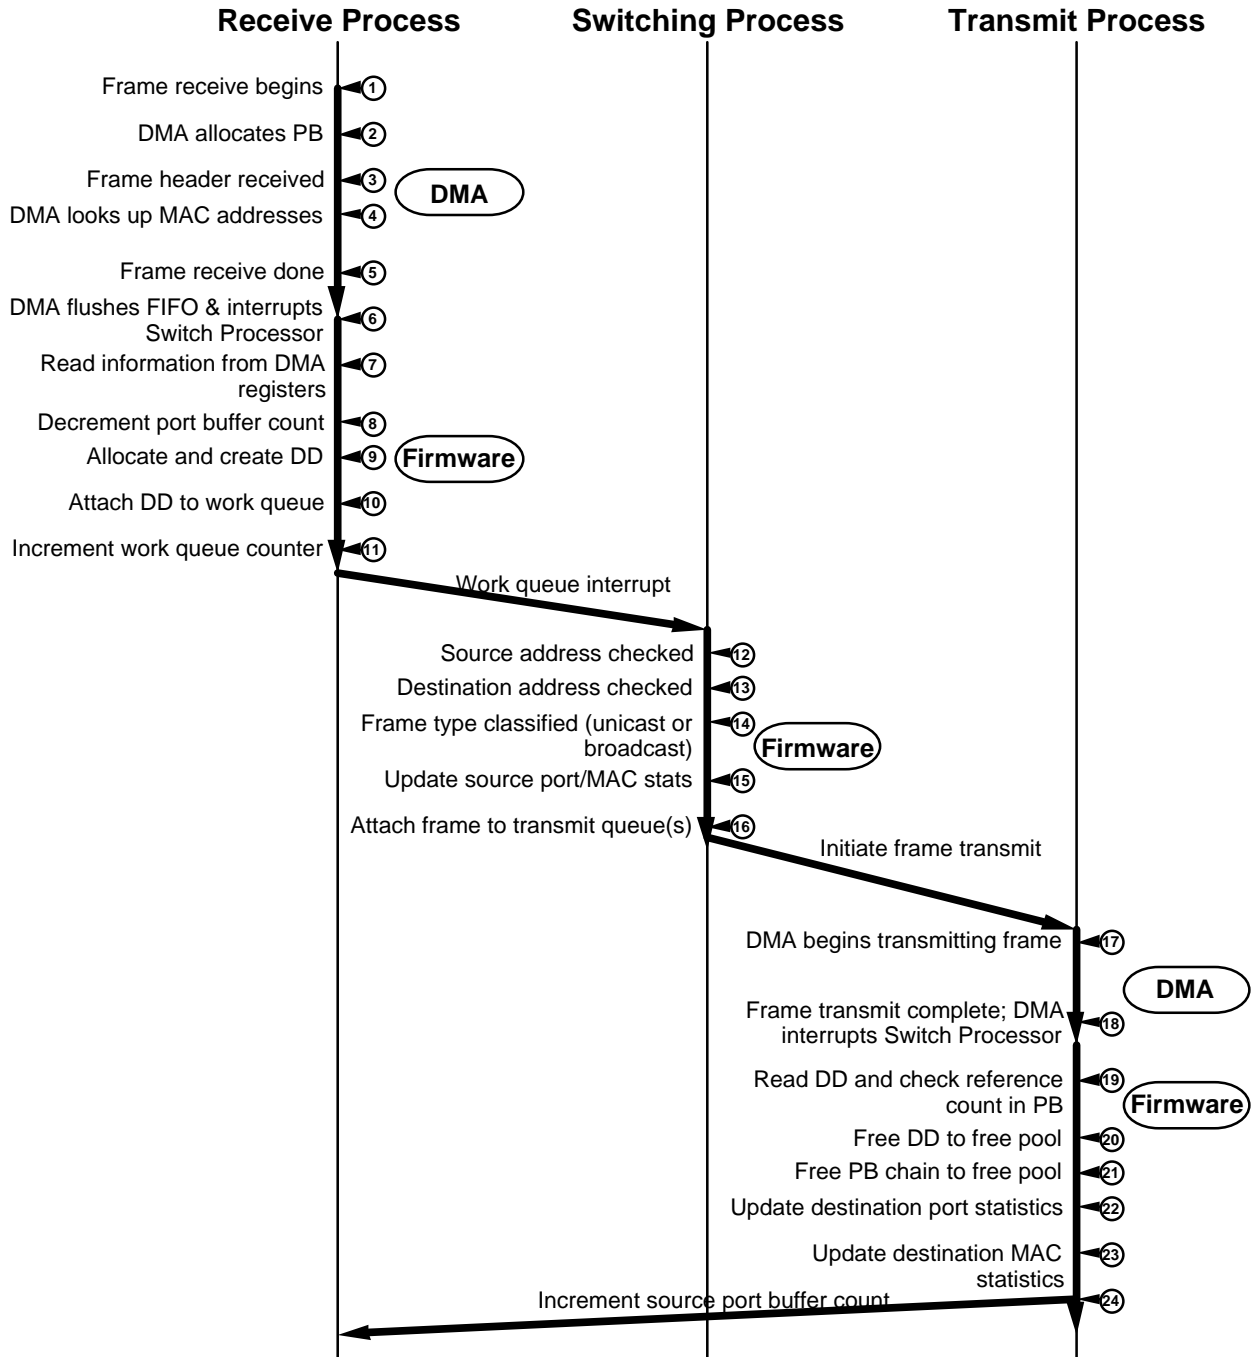 Receive Process
Switching Process
Transmit Process
Frame receive begins
1
DMA allocates PB
2
Frame header received
3
DMA
DMA looks up MAC addresses
4
Frame receive done
5
DMA flushes FIFO & interrupts
Switch Processor
6
Read information from DMA
registers
7
Decrement port buffer count
8
Allocate and create DD
9
Firmware
Attach DD to work queue
10
Increment work queue counter
11
Work queue interrupt
Source address checked
12
Destination address checked
13
Frame type classified (unicast or
broadcast)
14
Firmware
Update source port/MAC stats
15
Attach frame to transmit queue(s)
16
Initiate frame transmit
DMA begins transmitting frame
17
DMA
Frame transmit complete; DMA
interrupts Switch Processor
18
Read DD and check reference
count in PB
19
Firmware
Free DD to free pool
20
Free PB chain to free pool
21
Update destination port statistics
22
Update destination MAC
statistics
23
Increment source port buffer count
24